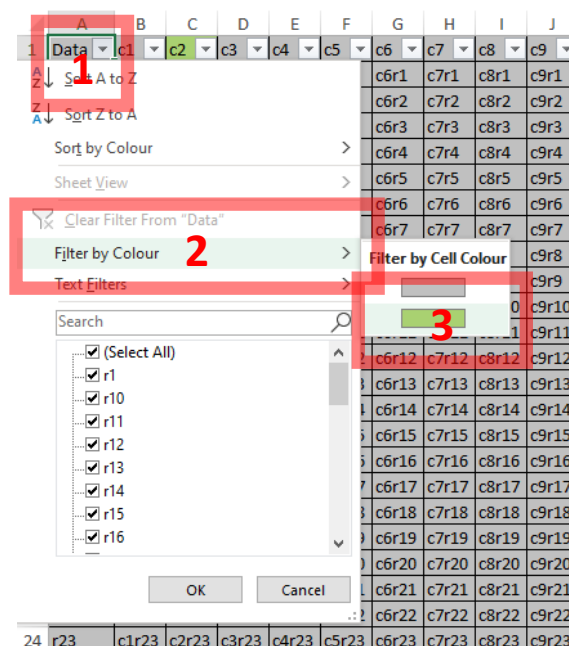 A B C D E F G H I J
1 Data c1 c2 c3 c4 c5 c6 c7 c8 c9
1
Sort A to Z c6r1 c7r1 c8r1 c9r1
Sort Z to A c6r2 c7r2 c8r2 c9r2
c6r3 c7r3 c8r3 c9r3
Sort by Colour c6r4 c7r4 c8r4 c9r4
Sheet View c6r5 c7r5 c8r5 c9r5
c6r6 c7r6 c8r6 c9r6
Clear Filter From "Data" c6r7 c7r7 c8r7 c9r7
Filter by Colour 2 Filter by Cell Colour c9r8
Text Filters c9r9
0 c9r10
Search 3 1 c9r11
(Select All) 2 c6r12 c7r12 c8r12 c9r12
r1 3 c6r13 c7r13 c8r13 c9r13
r10 c6r14 c7r14 c8r14 c9r14
r11 5 c6r15 c7r15 c8r15 c9r15
r12 c6r16 c7r16 c8r16 c9r16
r13 7 c6r17 c7r17 c8r17 c9r17
r14 c6r18 c7r18 c8r18 c9r18
r15 c6r19 c7r19 c8r19 c9r19
r16 c6r20 c7r20 c8r20 c9r20
OK Cancel c6r21 c7r21 c8r21 c9r21
2 c6r22 c7r22 c8r22 c9r22
24 r23 c1r23 c2r23 c3r23 c4r23 c5r23 c6r23 c7r23 c8r23 c9r23